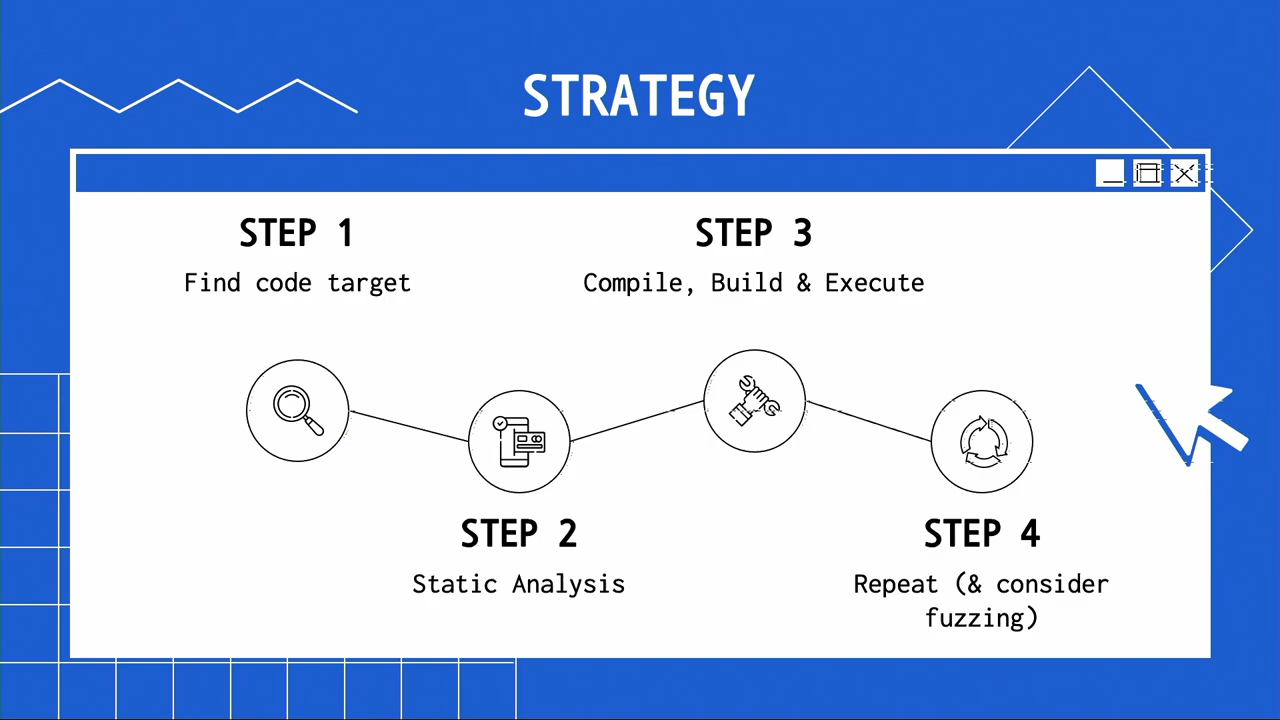 STRATEGY
STEP 1
Find code target
STEP 2
Static Analysis
STEP 3
Compile, Build & Execute
STEP 4
Repeat (& consider
fuzzing)